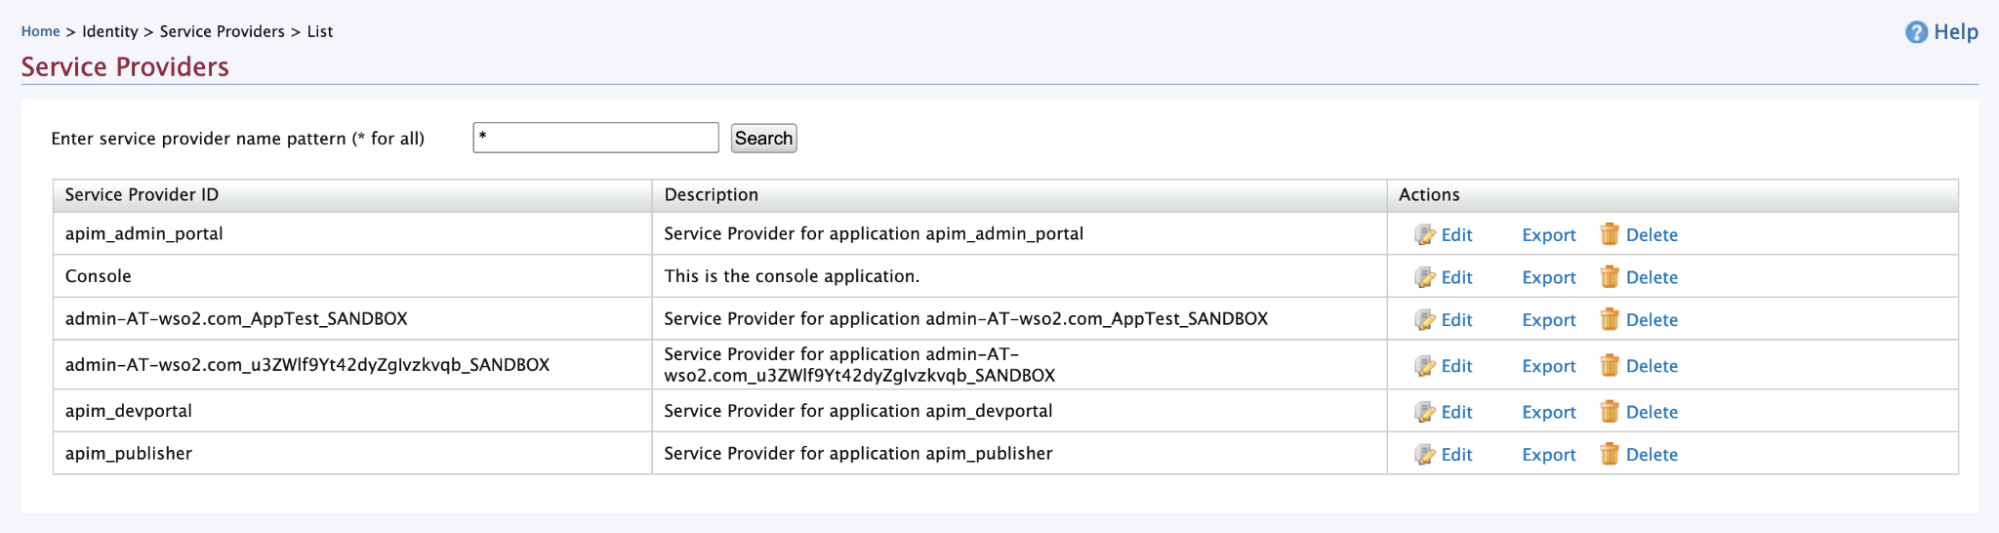 Home > Identity > Service Providers > List
Help
Service Providers
Enter service provider name pattern (* for all) * Search
Service Provider ID Description Actions
apim_admin_portal Service Provider for application apim_admin_portal Edit Export Delete
Console This is the console application. Edit Export Delete
admin-AT-wso2.com_AppTest_SANDBOX Service Provider for application admin-AT-wso2.com_AppTest_SANDBOX Edit Export Delete
admin-AT-wso2.com_u3ZWlf9Yt42dyZgIvzkvqb_SANDBOX Service Provider for application admin-AT-
wso2.com_u3ZWlf9Yt42dyZgIvzkvqb_SANDBOX Edit Export Delete
apim_devportal Service Provider for application apim_devportal Edit Export Delete
apim_publisher Service Provider for application apim_publisher Edit Export Delete